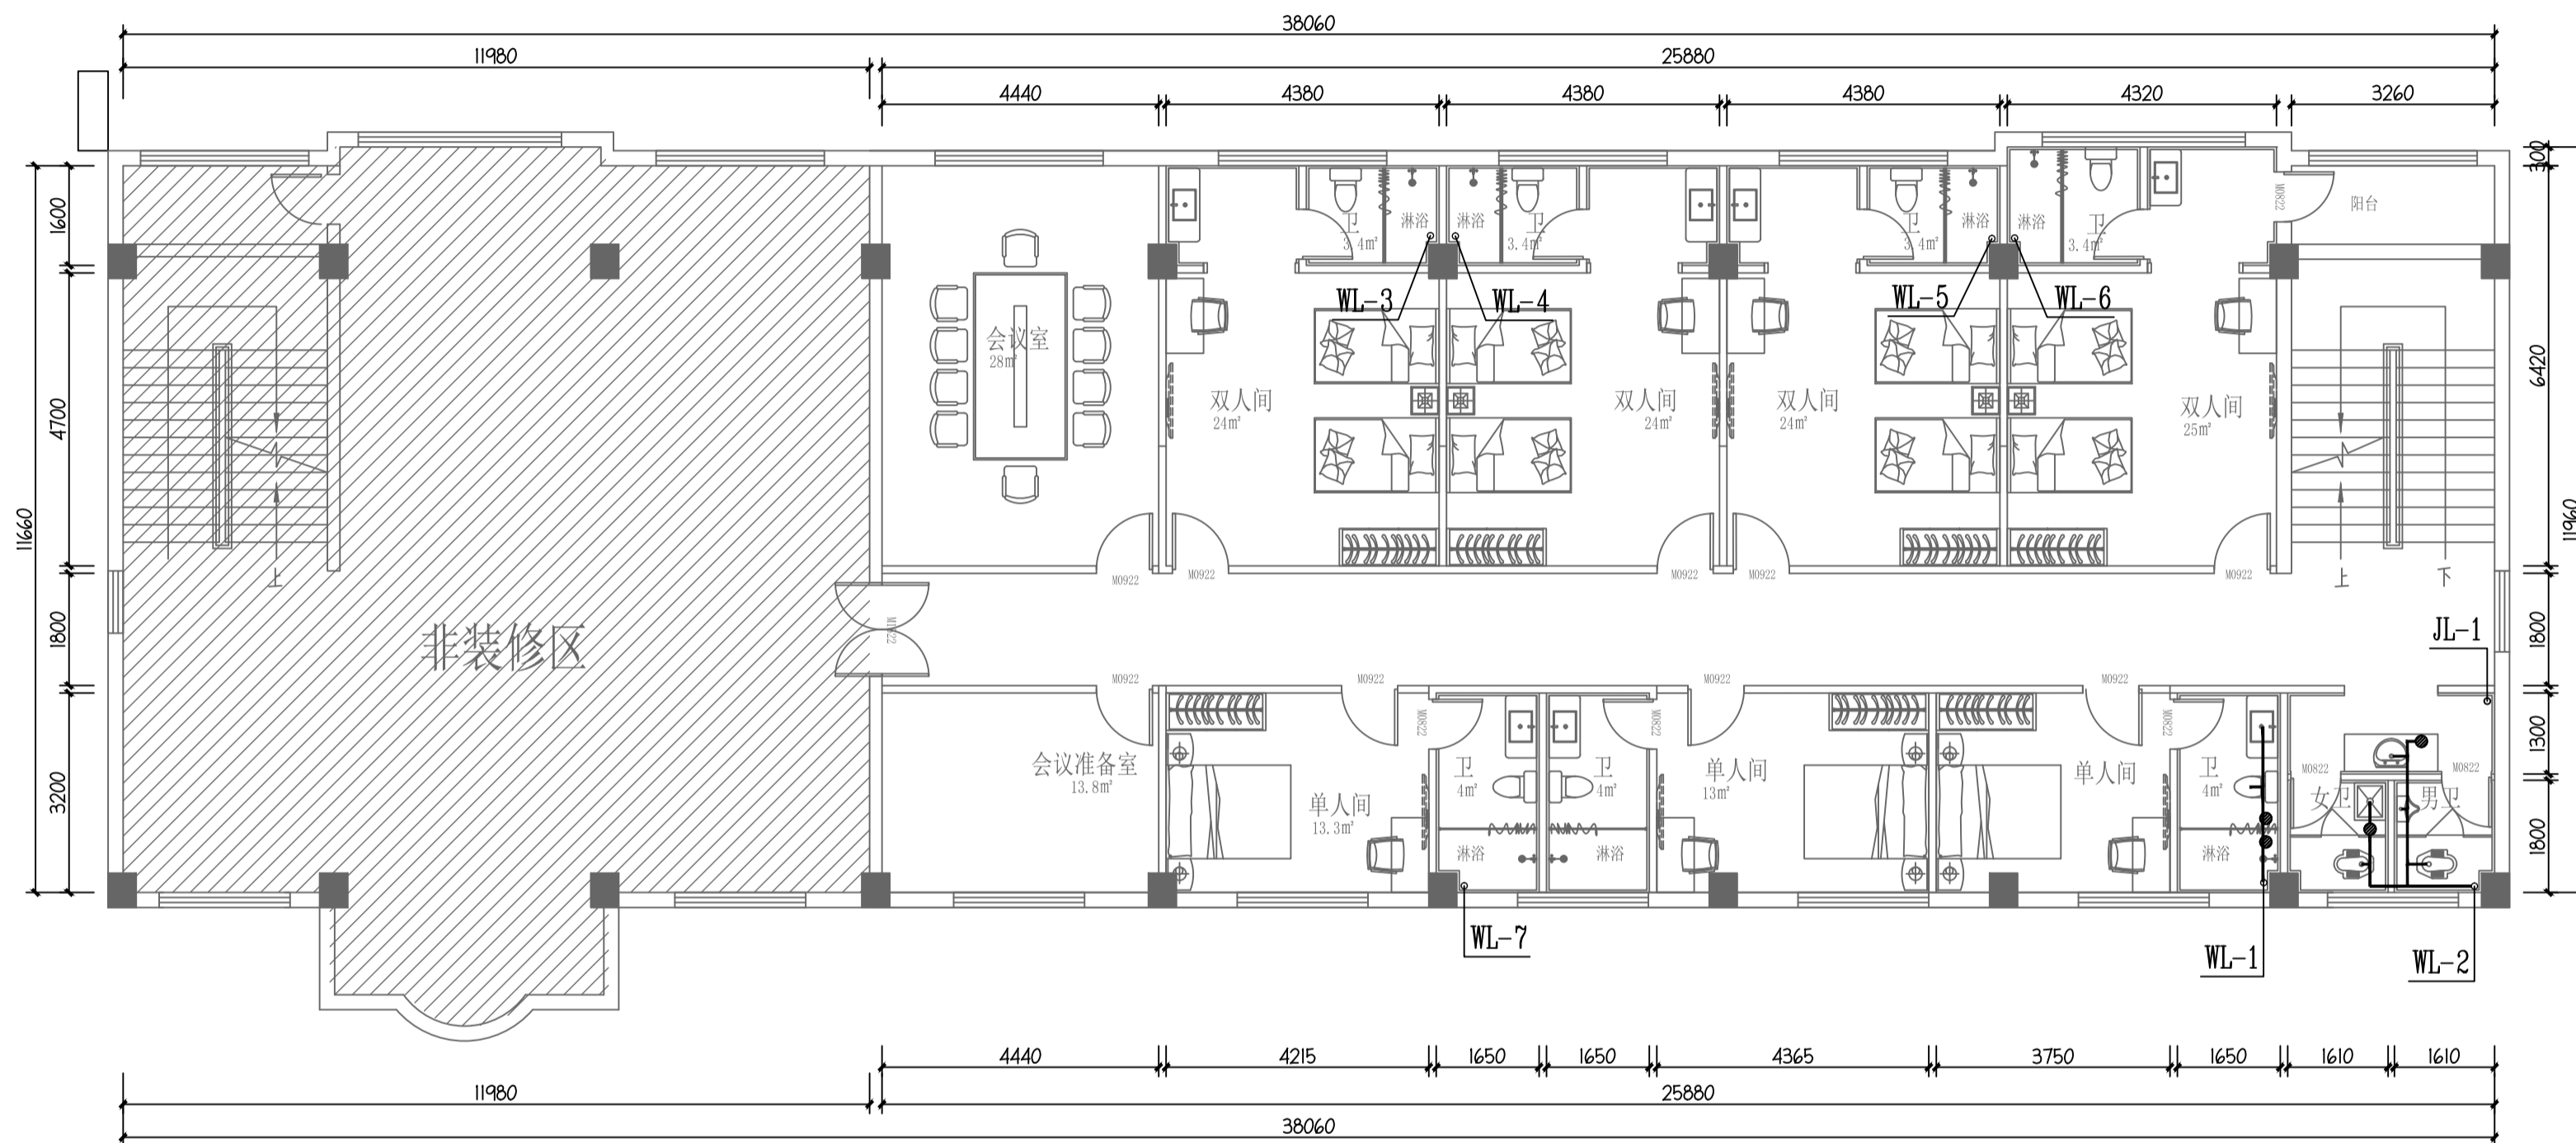 38060
11980
25880
4440
4380
4380
4380
4320
3260
300
1600
4700
11660
1800
3200
6420
11960
1800
1300
1800
卫
3.4㎡
淋浴
淋浴
卫
3.4㎡
卫
3.4㎡
淋浴
淋浴
卫
3.4㎡
M0822
阳台
WL-3
WL-4
WL-5
WL-6
会议室
28㎡
双人间
24㎡
双人间
24㎡
双人间
24㎡
双人间
25㎡
M0922
M0922
M0922
M0922
M0922
上
上
下
非装修区
JL-1
M0922
M0922
M0922
M0922
M0822
M0822
M0822
会议准备室
13.8㎡
单人间
13.3㎡
卫
4㎡
卫
4㎡
单人间
13㎡
单人间
卫
4㎡
M0822
M0822
女卫
男卫
淋浴
淋浴
淋浴
WL-7
WL-1
WL-2
4440
4215
1650
1650
4365
3750
1650
1610
1610
11980
25880
38060